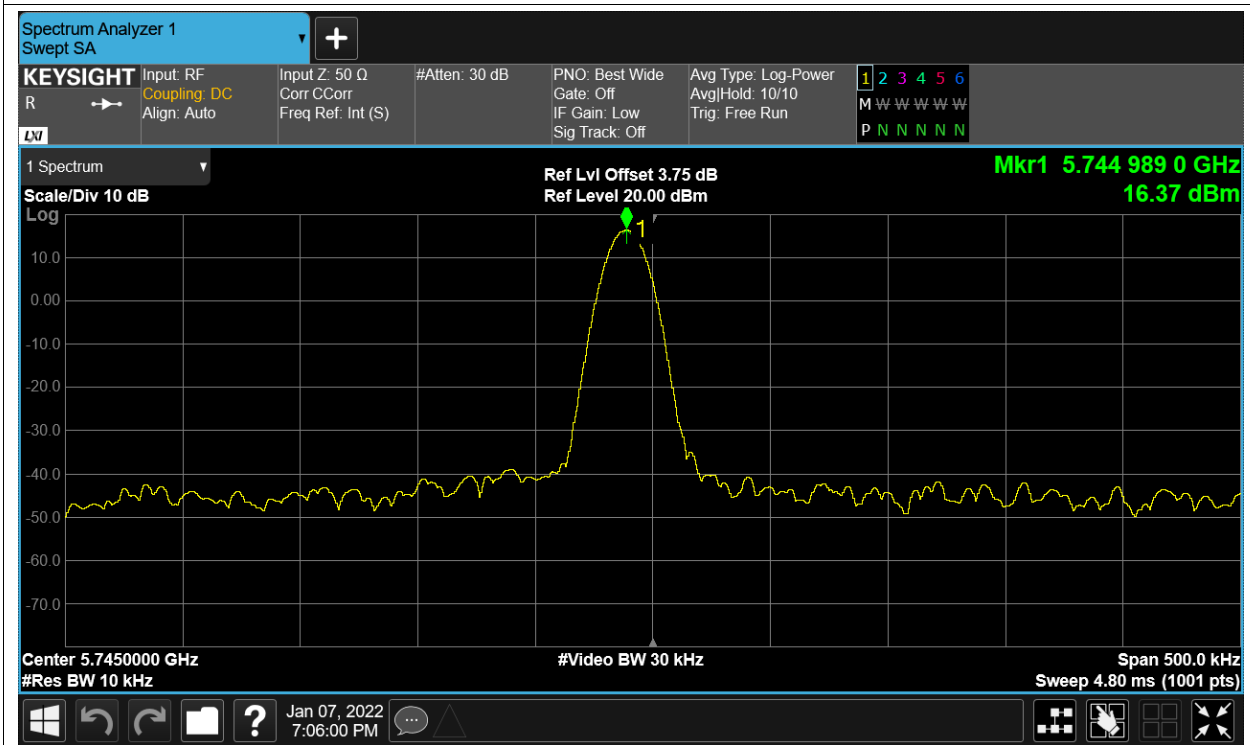 Spectrum Analyzer 1
Swept SA
KEYSIGHT
R
LXI
Input: RF
Coupling: DC
Align: Auto
Input Z: 50 Ω
Corr CCorr
Freq Ref: Int (S)
#Atten: 30 dB
PNO: Best Wide
Gate: Off
IF Gain: Low
Sig Track: Off
Avg Type: Log-Power
Avg|Hold: 10/10
Trig: Free Run
1 2 3 4 5 6
M W W W W W
P N N N N N
1 Spectrum
Scale/Div 10 dB
Log
Ref Lvl Offset 3.75 dB
Ref Level 20.00 dBm
Mkr1 5.744 989 0 GHz
16.37 dBm
1
10.0
0.00
-10.0
-20.0
-30.0
-40.0
-50.0
-60.0
-70.0
Center 5.7450000 GHz
#Res BW 10 kHz
#Video BW 30 kHz
Span 500.0 kHz
Sweep 4.80 ms (1001 pts)
?
Jan 07, 2022
7:06:00 PM